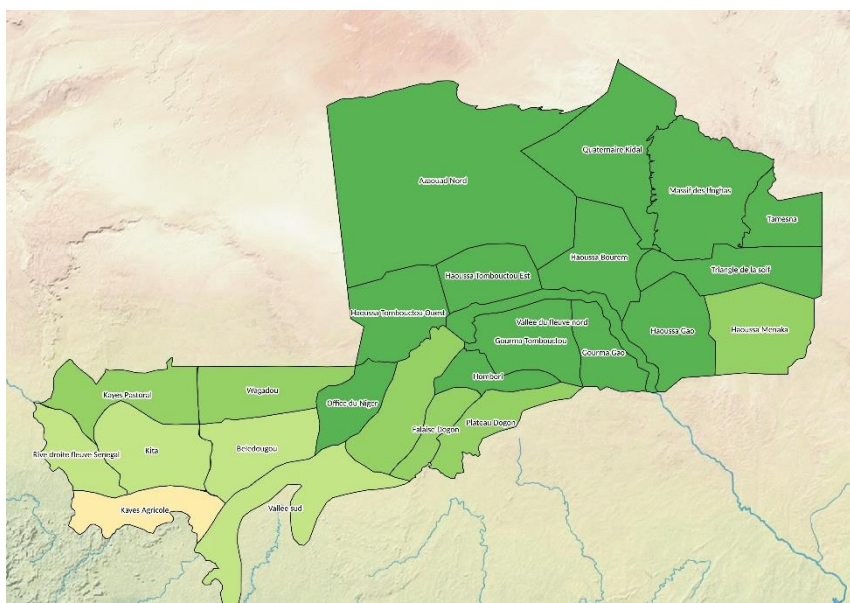 Quaternaire Kidal
Azaouad Nord
Massif des Ifoghas
Tamesna
Haoussa Bourem
Triangle de la soif
Haoussa Tombouctou Est
Haoussa Tombouctou Ouest
Vallée du fleuve nord
Haoussa Gao
Haoussa Menaka
Gourma Tombouctou
Gourma Gao
Hombori
Kayes Pastoral
Wagadou
Office du Niger
Plateau Dogon
Falaise Dogon
Rive droite fleuve Senegal
Kita
Beledougou
Kayes Agricole
Vallée sud